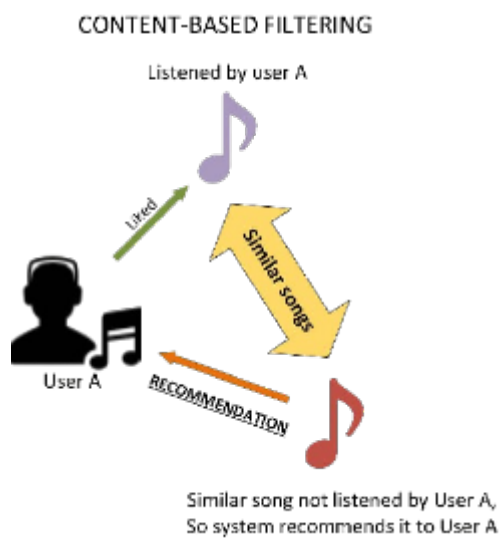 CONTENT-BASED FILTERING
Listened by user A
Liked
Similar songs
User A
RECOMMENDATION
Similar song not listened by User A,
So system recommends it to User A